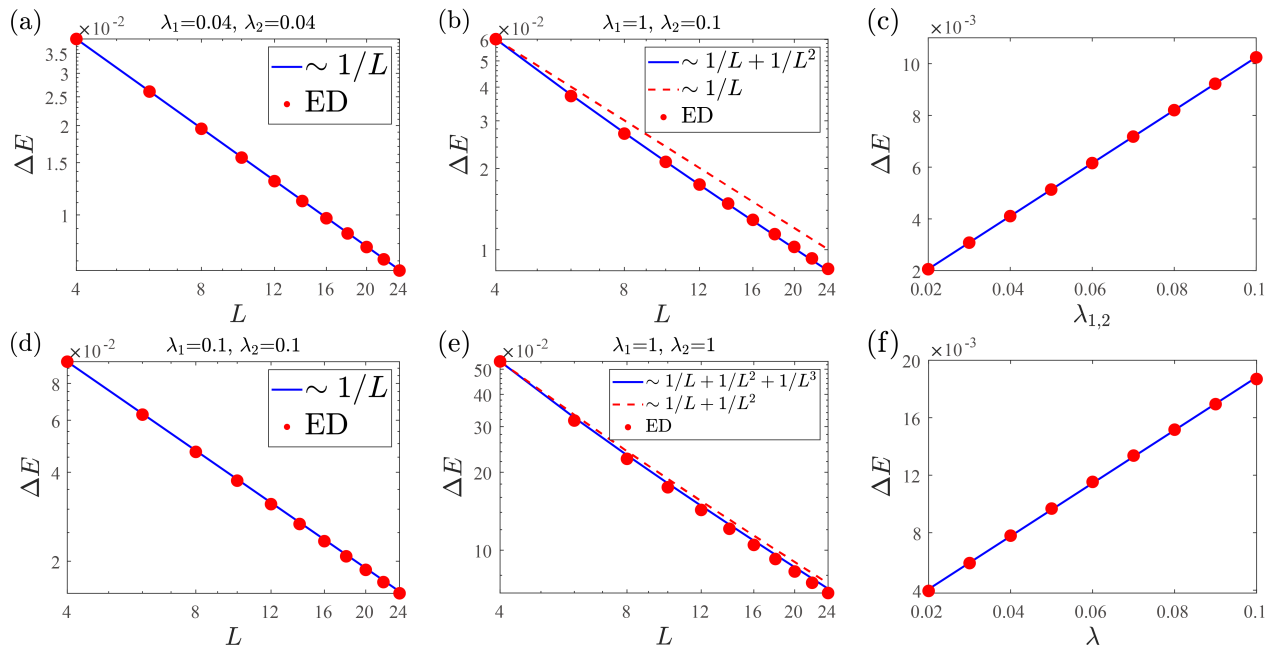 (a)
×10⁻²
λ₁=0.04, λ₂=0.04
3.5
3
2.5
2
1.5
1
ΔE
4
8
12
16
20
24
L
∼ 1/L
ED
(b)
×10⁻²
λ₁=1, λ₂=0.1
6
5
4
3
2
1
ΔE
4
8
12
16
20
24
L
∼ 1/L + 1/L²
∼ 1/L
ED
(c)
×10⁻³
10
8
6
4
2
ΔE
0.02
0.04
0.06
0.08
0.1
λ₁,₂
(d)
×10⁻²
λ₁=0.1, λ₂=0.1
8
6
4
2
ΔE
4
8
12
16
20
24
L
∼ 1/L
ED
(e)
×10⁻²
λ₁=1, λ₂=1
50
40
30
20
10
ΔE
4
8
12
16
20
24
L
∼ 1/L + 1/L² + 1/L³
∼ 1/L + 1/L²
ED
(f)
×10⁻³
20
16
12
8
4
ΔE
0.02
0.04
0.06
0.08
0.1
λ